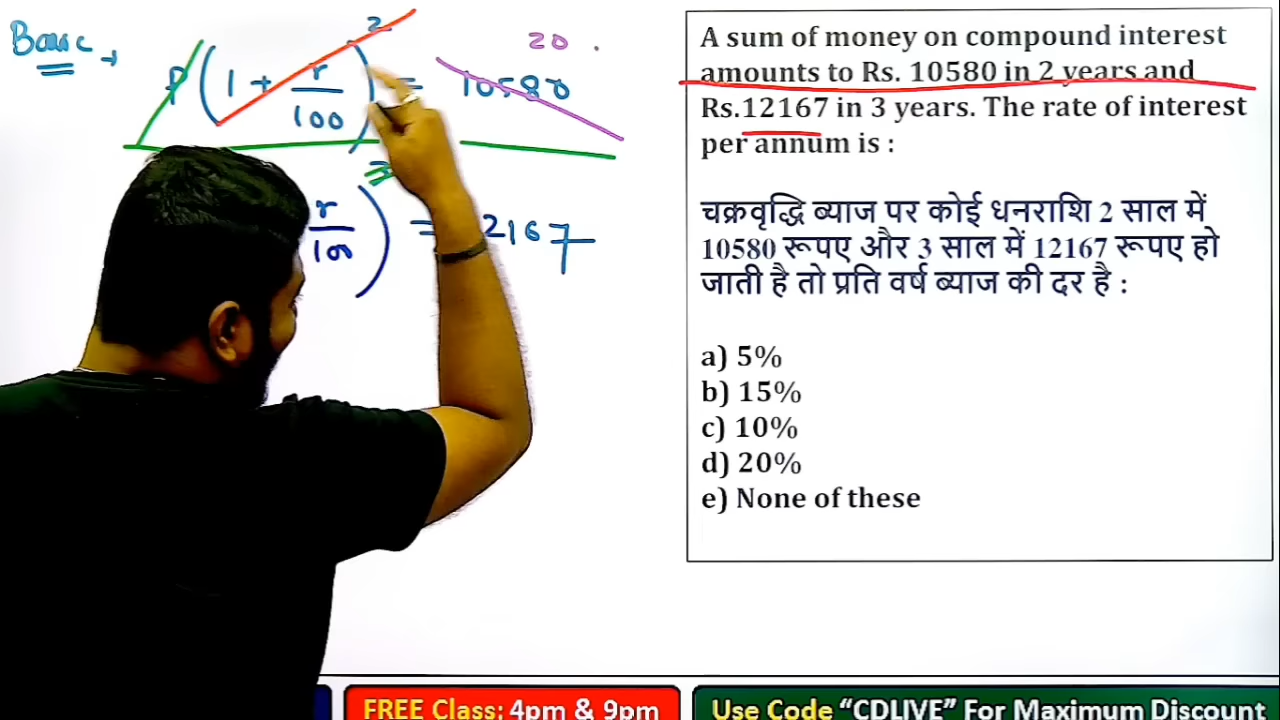 Basic →
P(1 + r/100)² = 10580
20
3
r/100) = 2167
A sum of money on compound interest
amounts to Rs. 10580 in 2 years and
Rs.12167 in 3 years. The rate of interest
per annum is :
चक्रवृद्धि ब्याज पर कोई धनराशि 2 साल में
10580 रूपए और 3 साल में 12167 रूपए हो
जाती है तो प्रति वर्ष ब्याज की दर है :
a) 5%
b) 15%
c) 10%
d) 20%
e) None of these
FREE Class: 4pm & 9pm
Use Code “CDLIVE” For Maximum Discount